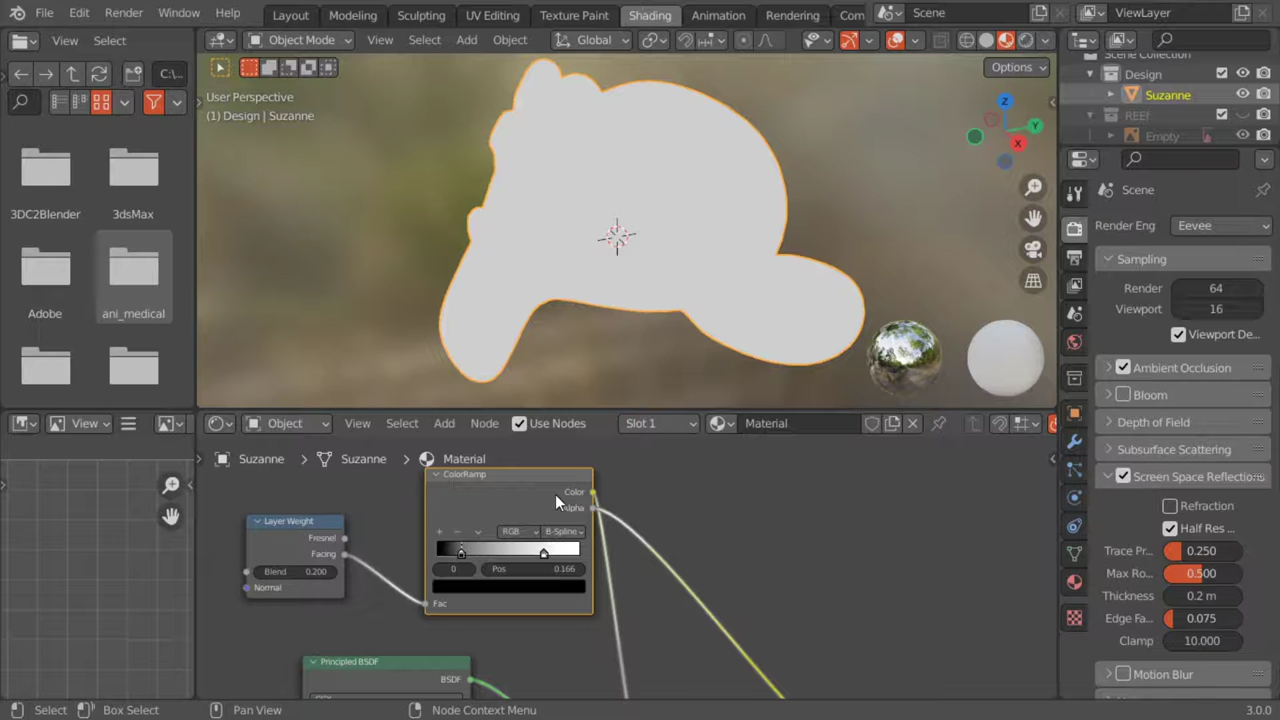 File Edit Render Window Help Layout Modeling Sculpting UV Editing Texture Paint Shading Animation Rendering Com Scene ViewLayer
View Select Object Mode View Select Add Object Global
C:\... Options
User Perspective
(1) Design | Suzanne
Scene Collection
Design
Suzanne
REEF
Empty
Z
Y
X
3DC2Blender 3dsMax
Adobe ani_medical
Scene
Render Eng Eevee
Sampling
Render 64
Viewport 16
Viewport De...
Ambient Occlusion
Bloom
Depth of Field
Subsurface Scattering
Screen Space Reflectio...
Refraction
Half Res ...
Trace Pr... 0.250
Max Ro... 0.500
Thickness 0.2 m
Edge Fa... 0.075
Clamp 10.000
Motion Blur
View Object View Select Add Node Use Nodes Slot 1 Material
Suzanne > Suzanne > Material
ColorRamp
Color
Alpha
RGB B-Spline
0 Pos 0.166
Fac
Layer Weight
Fresnel
Facing
Blend 0.200
Normal
Principled BSDF
BSDF
Select Box Select Pan View Node Context Menu 3.0.0